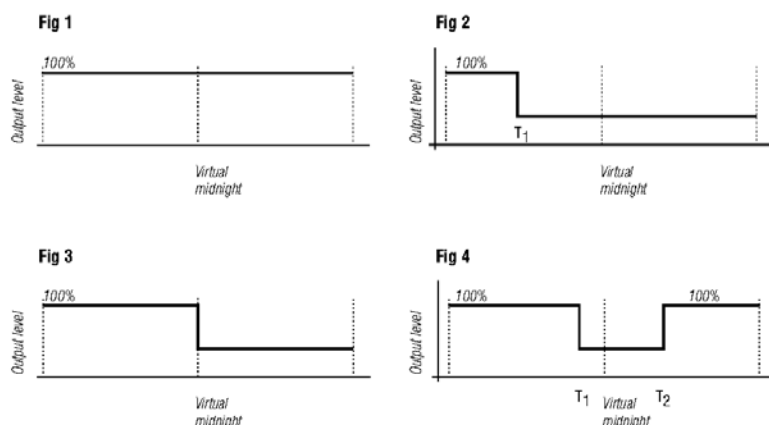 Fig 1
100%
Output level
Virtual
midnight
Fig 2
100%
Output level
T1
Virtual
midnight
Fig 3
100%
Output level
Virtual
midnight
Fig 4
100%
100%
Output level
T1
Virtual
midnight
T2